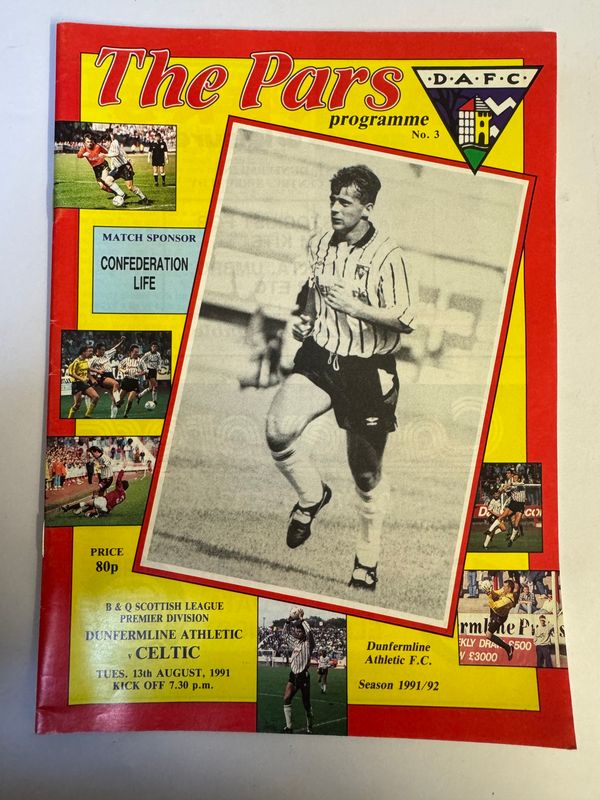 The Pars
programme
No. 3
D.A.F.C
MATCH SPONSOR
CONFEDERATION
LIFE
PRICE
80p
B & Q SCOTTISH LEAGUE
PREMIER DIVISION
DUNFERMLINE ATHLETIC
v CELTIC
TUES. 13th AUGUST, 1991
KICK OFF 7.30 p.m.
Dunfermline
Athletic F.C.
Season 1991/92
£500
£3000